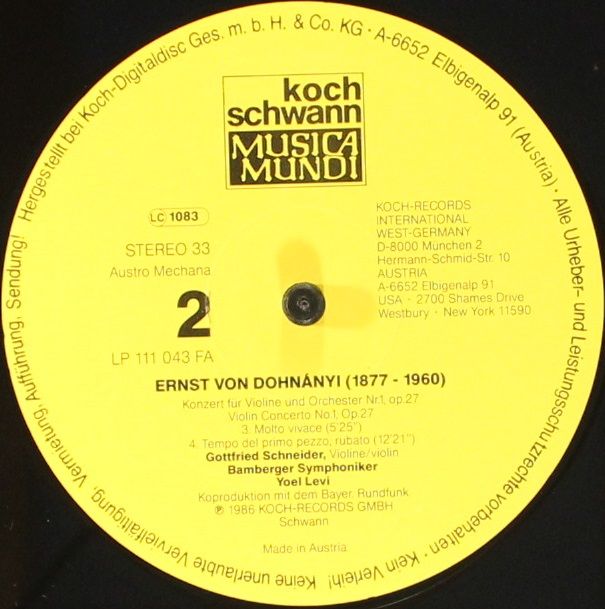 Hergestellt bei Koch-Digitaldisc Ges. m. b. H. & Co. KG · A-6652 Elbigenalp 91 (Austria) · Alle Urheber- und Leistungsschutzrechte vorbehalten · Kein Verleih! Keine unerlaubte Vervielfältigung, Vermietung, Aufführung, Sendung!
koch
schwann
MUSICA
MUNDI
LC 1083
STEREO 33
Austro Mechana
2
LP 111 043 FA
KOCH-RECORDS
INTERNATIONAL
WEST-GERMANY
D-8000 München 2
Hermann-Schmid-Str. 10
AUSTRIA
A-6652 Elbigenalp 91
USA · 2700 Shames Drive
Westbury · New York 11590
ERNST VON DOHNÁNYI (1877 - 1960)
Konzert für Violine und Orchester Nr.1, op.27
Violin Concerto No.1, Op.27
3. Molto vivace (5'25")
4. Tempo del primo pezzo, rubato (12'21")
Gottfried Schneider, Violine/violin
Bamberger Symphoniker
Yoel Levi
Koproduktion mit dem Bayer. Rundfunk
℗ 1986 KOCH-RECORDS GMBH
Schwann
Made in Austria